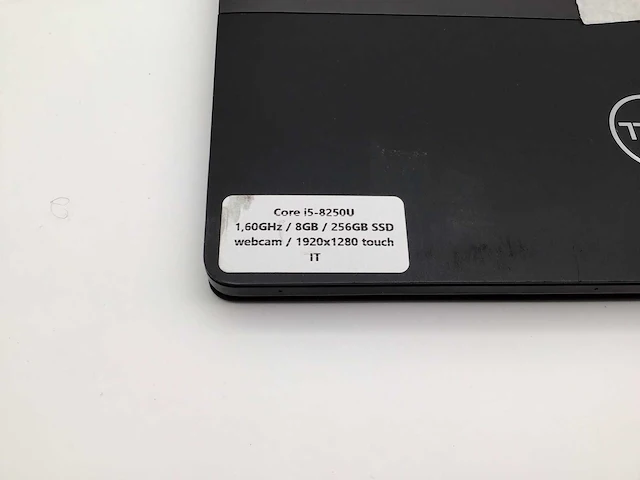 Core i5-8250U
1,60GHz / 8GB / 256GB SSD
webcam / 1920x1280 touch
IT